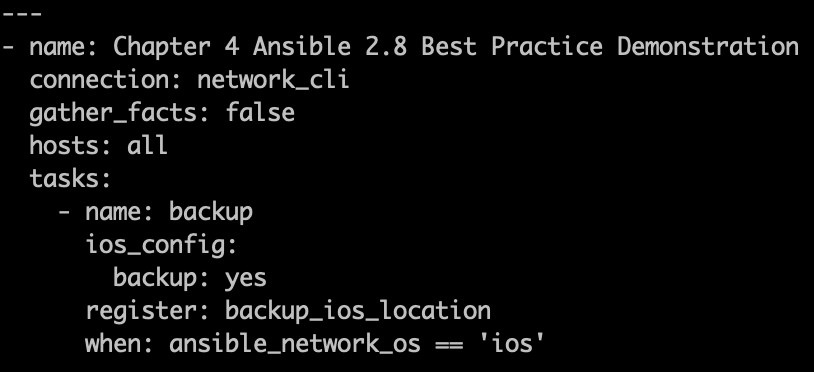 ---
- name: Chapter 4 Ansible 2.8 Best Practice Demonstration
  connection: network_cli
  gather_facts: false
  hosts: all
  tasks:
    - name: backup
      ios_config:
        backup: yes
      register: backup_ios_location
      when: ansible_network_os == 'ios'